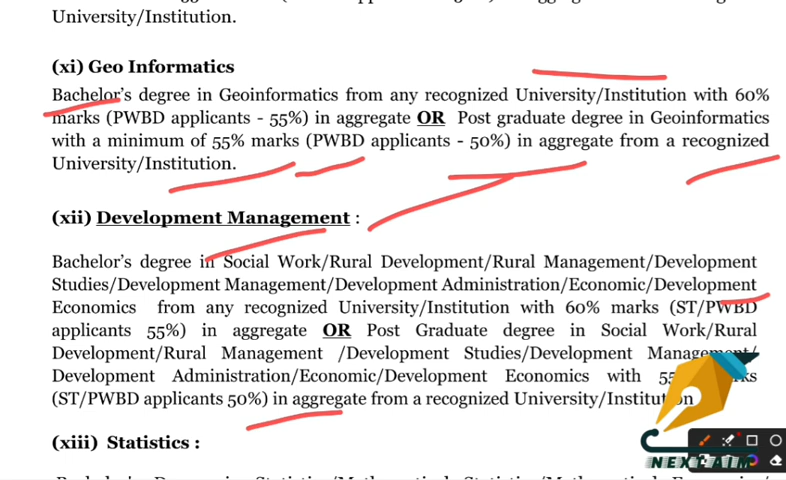 University/Institution.
(xi) Geo Informatics
Bachelor's degree in Geoinformatics from any recognized University/Institution with 60%
marks (PWBD applicants - 55%) in aggregate OR Post graduate degree in Geoinformatics
with a minimum of 55% marks (PWBD applicants - 50%) in aggregate from a recognized
University/Institution.
(xii) Development Management :
Bachelor's degree in Social Work/Rural Development/Rural Management/Development
Studies/Development Management/Development Administration/Economic/Development
Economics from any recognized University/Institution with 60% marks (ST/PWBD
applicants 55%) in aggregate OR Post Graduate degree in Social Work/Rural
Development/Rural Management /Development Studies/Development Management/
Development Administration/Economic/Development Economics with
(ST/PWBD applicants 50%) in aggregate from a recognized University/Institution
(xiii) Statistics :